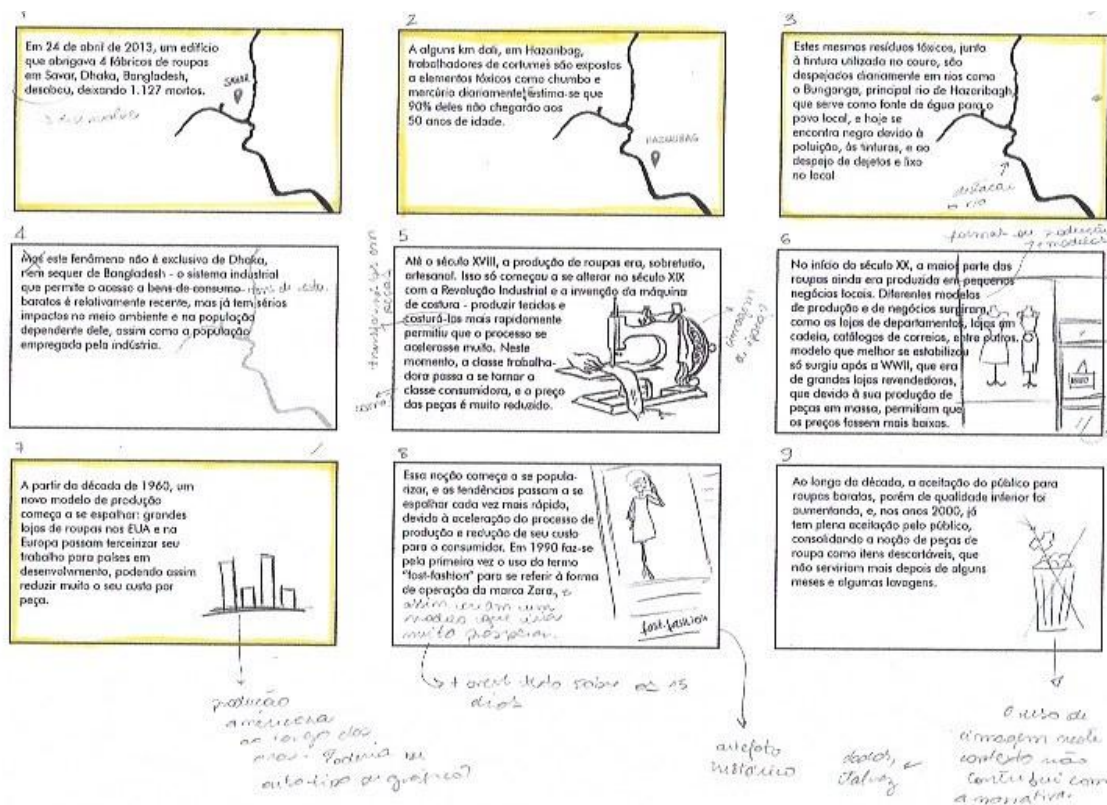 1
Em 24 de abril de 2013, um edifício
que abrigava 4 fábricas de roupas
em Savar, Dhaka, Bangladesh,
desabou, deixando 1.127 mortos.
SAVAR
2
A alguns km dali, em Hazaribag,
trabalhadores de cortumes são expostos
a elementos tóxicos como chumbo e
mercúrio diariamente, estima-se que
90% deles não chegarão aos
50 anos de idade.
HAZARIBAG
3
Estes mesmos resíduos tóxicos, junto
à tintura utilizada no couro, são
despejados diariamente em rios como
o Buriganga, principal rio de Hazaribagh,
que serve como fonte de água para o
povo local, e hoje se
encontra negro devido à
poluição, às tinturas, e ao
despejo de dejetos e lixo
no local
destacar
o rio
4
Mas este fenômeno não é exclusivo de Dhaka,
nem sequer de Bangladesh - o sistema industrial
que permite o acesso a bens de consumo
baratos é relativamente recente, mas já tem sérios
impactos no meio ambiente e na população
dependente dele, assim como a população
empregada pela indústria.
5
Até o século XVIII, a produção de roupas era, sobretudo,
artesanal. Isso só começou a se alterar no século XIX
com a Revolução Industrial e a invenção da máquina
de costura - produzir tecidos e
costurá-los mais rapidamente
permitiu que o processo se
acelerasse muito. Neste
momento, a classe trabalha-
dora passa a se tornar a
classe consumidora, e o preço
das peças é muito reduzido.
6
No início do século XX, a maior parte das
roupas ainda era produzida em pequenos
negócios locais. Diferentes modelos
de produção e de negócios surgiram,
como as lojas de departamentos, lojas em
cadeia, catálogos de correios, entre outros.
modelo que melhor se estabilizou
só surgiu após a WWII, que era
de grandes lojas revendedoras,
que devido à sua produção de
peças em massa, permitiam que
os preços fossem mais baixos.
7
A partir da década de 1960, um
novo modelo de produção
começa a se espalhar: grandes
lojas de roupas nos EUA e na
Europa passam terceirizar seu
trabalho para países em
desenvolvimento, podendo assim
reduzir muito o seu custo por
peça.
8
Essa noção começa a se popula-
rizar, e as tendências passam a se
espalhar cada vez mais rápido,
devido à aceleração do processo de
produção e redução de seu custo
para o consumidor. Em 1990 faz-se
pela primeira vez o uso do termo
"fast-fashion" para se referir à forma
de operação da marca Zara, e
assim criam um
modelo que irá
muito prosperar.
fast-fashion
9
Ao longo da década, a aceitação do público para
roupas baratas, porém de qualidade inferior foi
aumentando, e, nos anos 2000, já
tem plena aceitação pelo público,
consolidando a noção de peças de
roupa como itens descartáveis, que
não serviriam mais depois de alguns
meses e algumas lavagens.
produção
americana
ao longo dos
anos. Poderia ser
outro tipo de gráfico?
sobre os 15
dias
artefato
histórico
dados,
talvez
O uso de
imagem neste
contexto não
contribui com
a narrativa.